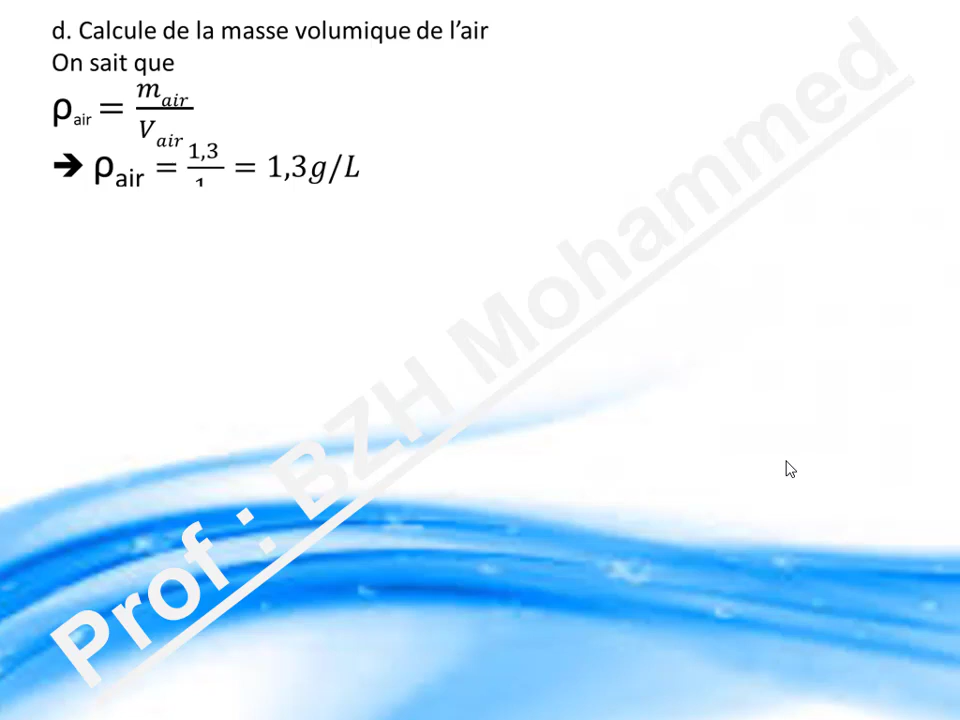 d. Calcule de la masse volumique de l’air
On sait que
ρair = mair / Vair
➔ ρair = 1,3 / 1 = 1,3g/L
Prof : BZH Mohammed